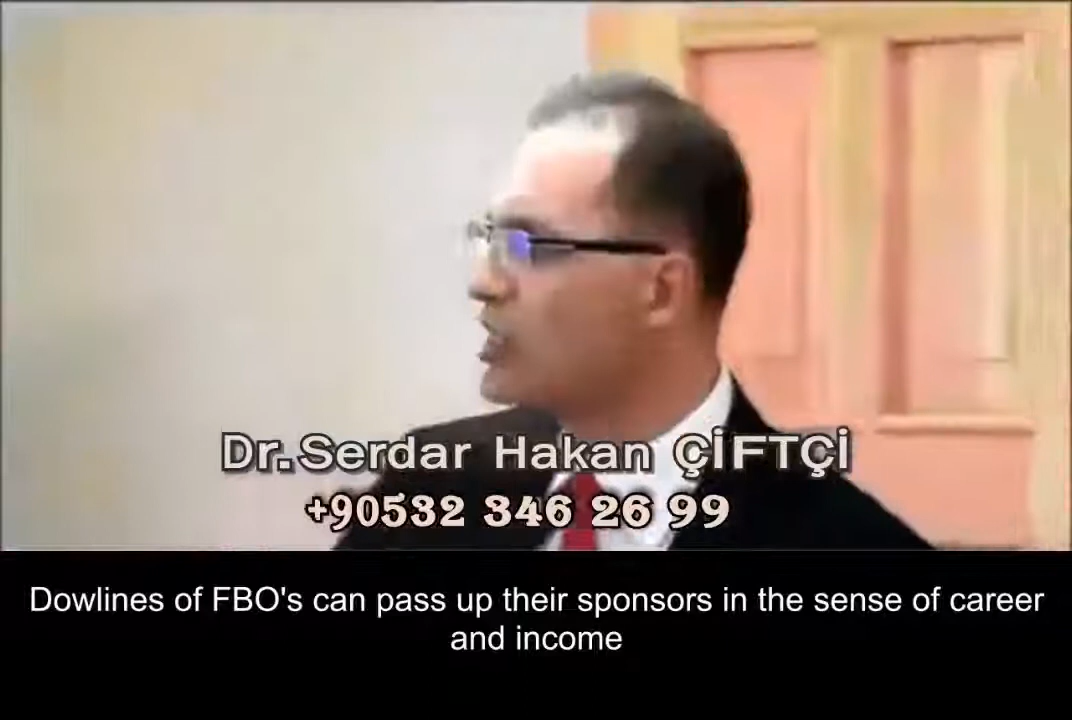 Dr. Serdar Hakan ÇİFTÇİ
+90532 346 26 99
Dowlines of FBO's can pass up their sponsors in the sense of career
and income